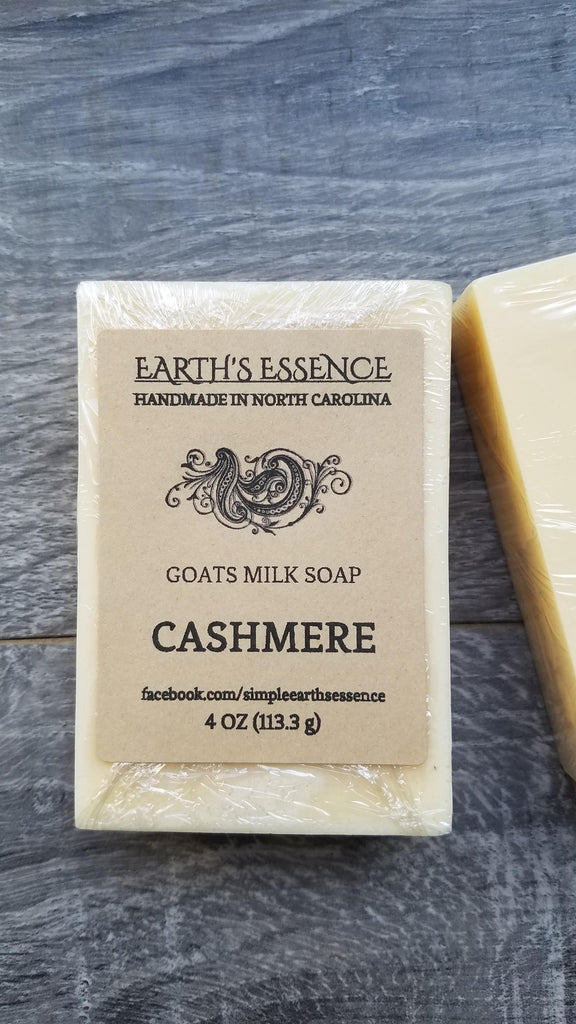 EARTH'S ESSENCE
HANDMADE IN NORTH CAROLINA
GOATS MILK SOAP
CASHMERE
facebook.com/simpleearthsessence
4 OZ (113.3 g)